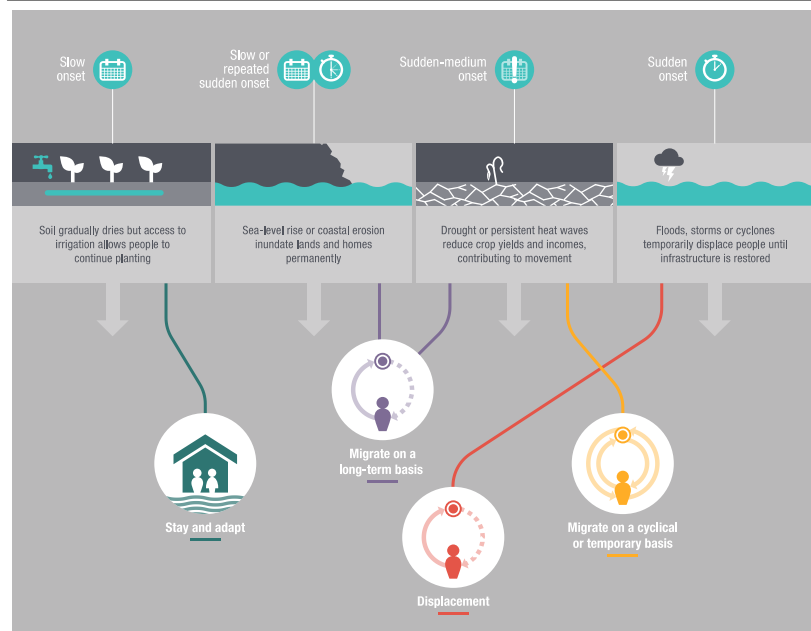 Slow
onset
Slow or
repeated
sudden onset
Sudden-medium
onset
Sudden
onset
Soil gradually dries but access to
irrigation allows people to
continue planting
Sea-level rise or coastal erosion
inundate lands and homes
permanently
Drought or persistent heat waves
reduce crop yields and incomes,
contributing to movement
Floods, storms or cyclones
temporarily displace people until
infrastructure is restored
Migrate on a
long-term basis
Stay and adapt
Migrate on a cyclical
or temporary basis
Displacement